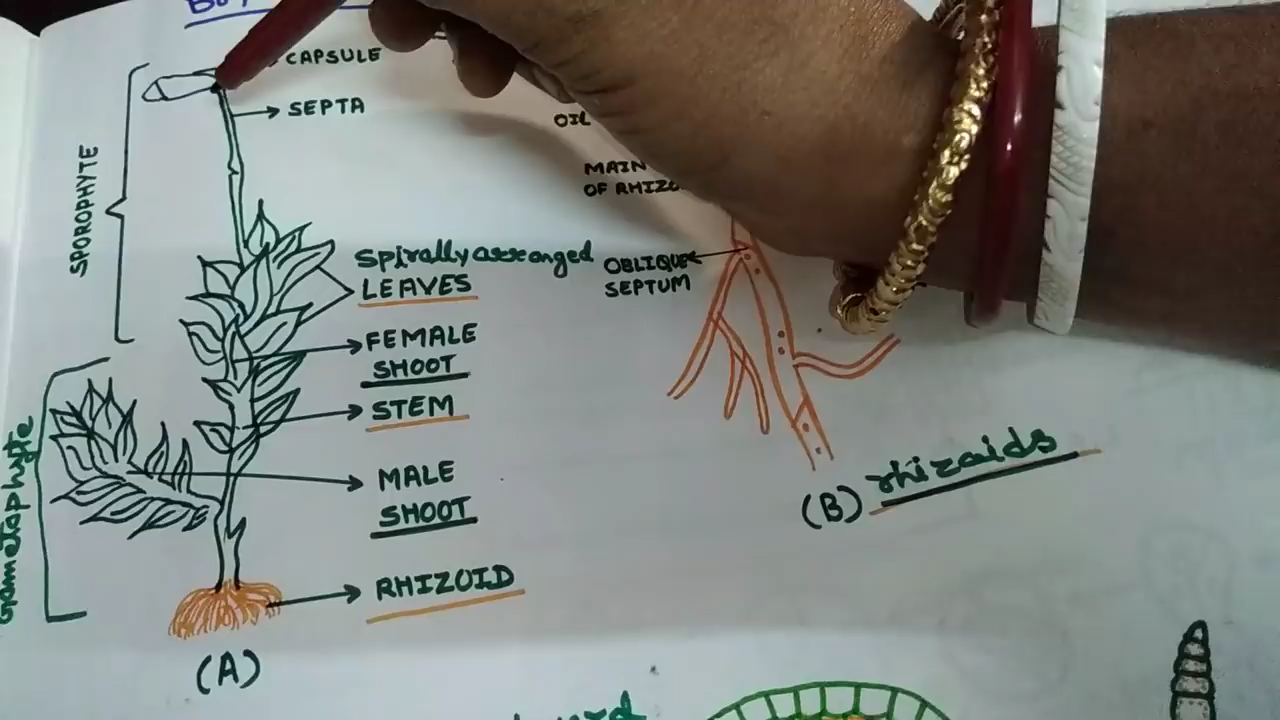 CAPSULE
SEPTA
SPOROPHYTE
Spirally arranged
LEAVES
FEMALE
SHOOT
STEM
Gametophyte
MALE
SHOOT
RHIZOID
(A)
OIL
MAIN
OF RHIZO
OBLIQUE
SEPTUM
(B) rhizoids